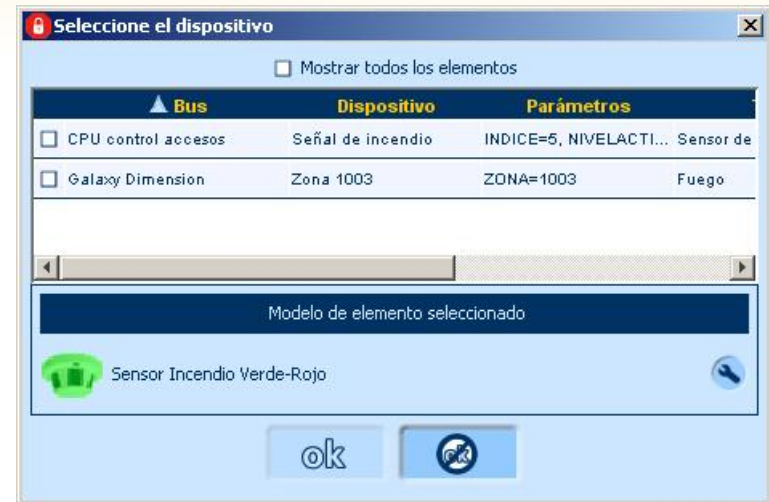 Seleccione el dispositivo
Mostrar todos los elementos
Bus Dispositivo Parámetros
CPU control accesos Señal de incendio INDICE=5, NIVELACTI... Sensor de
Galaxy Dimension Zona 1003 ZONA=1003 Fuego
Modelo de elemento seleccionado
Sensor Incendio Verde-Rojo
ok ok